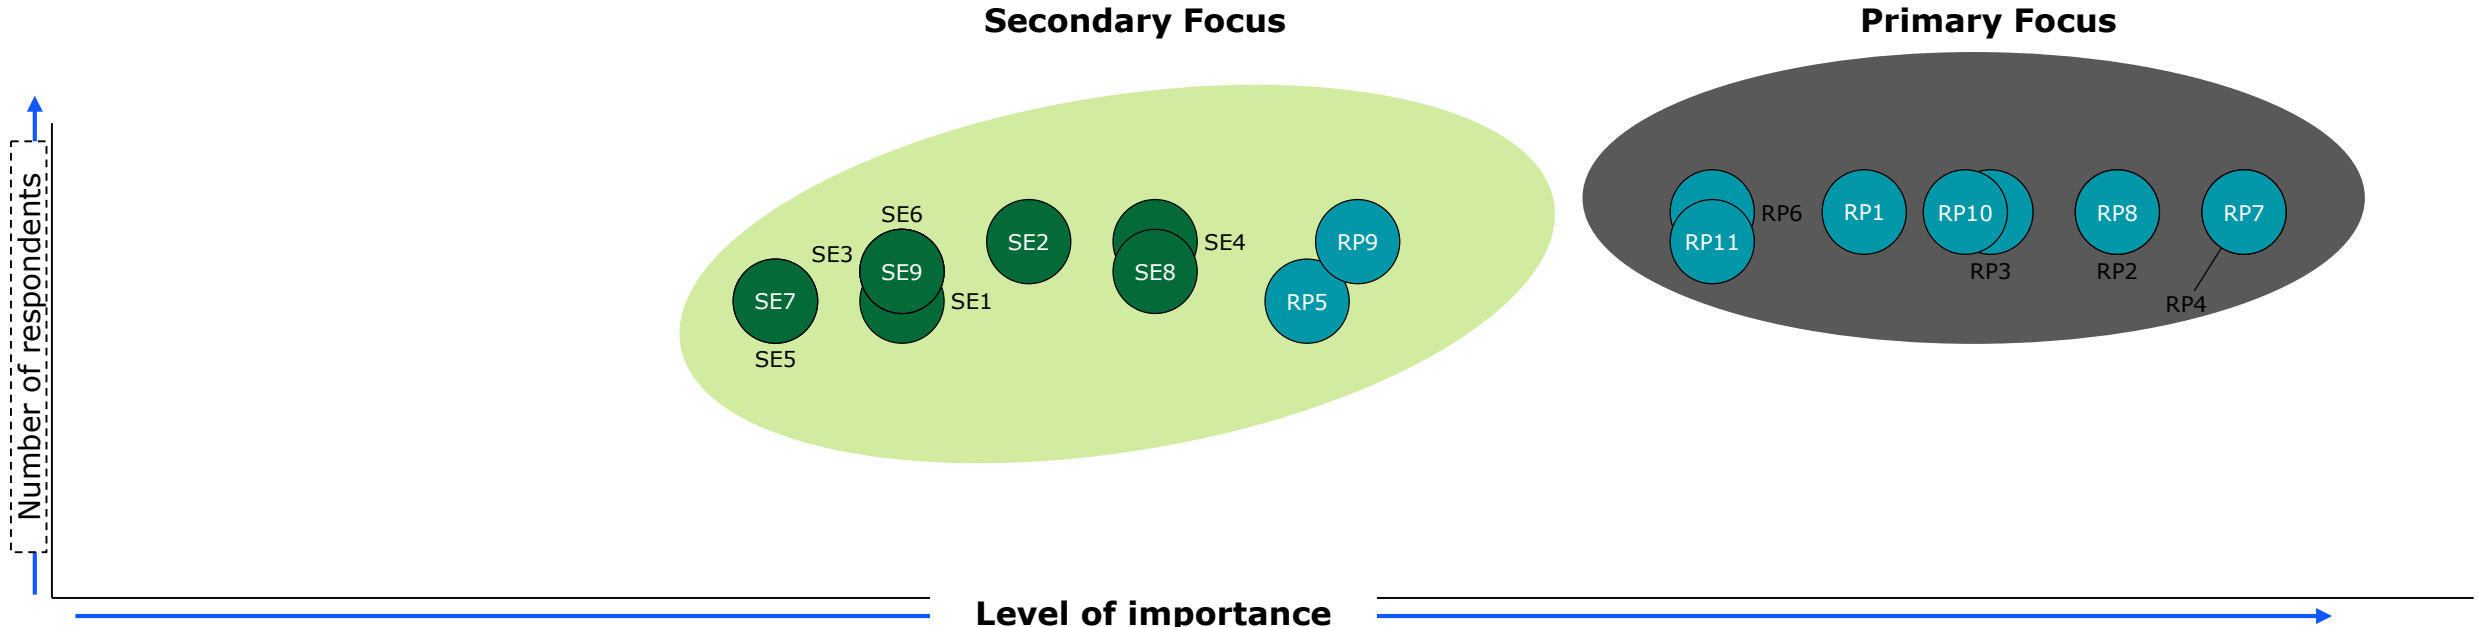 Secondary Focus
Primary Focus
Number of respondents
SE6
SE3
SE9
SE1
SE7
SE5
SE2
SE4
SE8
RP9
RP5
RP6
RP11
RP1
RP10
RP3
RP8
RP2
RP7
RP4
Level of importance